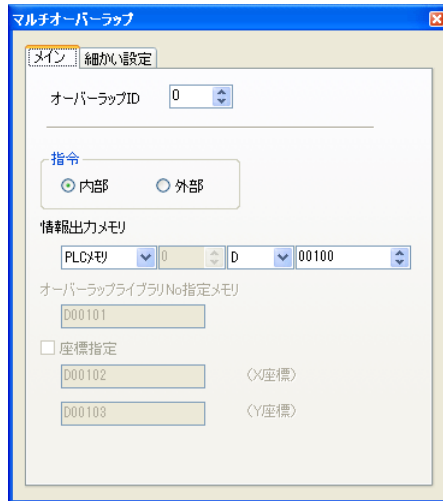 マルチオーバーラップ
メイン 細かい設定
オーバーラップID 0
指令
内部 外部
情報出力メモリ
PLCメモリ 0 D 00100
オーバーラップライブラリNo指定メモリ
D00101
座標指定
D00102 (X座標)
D00103 (Y座標)